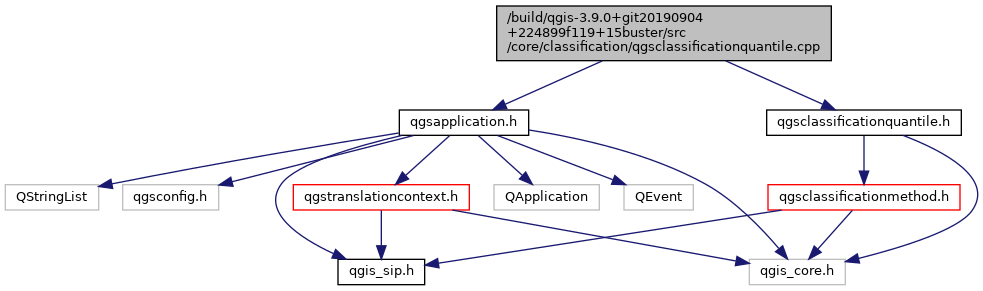 /build/qgis-3.9.0+git20190904
+224899f119+15buster/src
/core/classification/qgsclassificationquantile.cpp
qgsapplication.h
qgsclassificationquantile.h
QStringList
qgsconfig.h
qgstranslationcontext.h
QApplication
QEvent
qgsclassificationmethod.h
qgis_sip.h
qgis_core.h